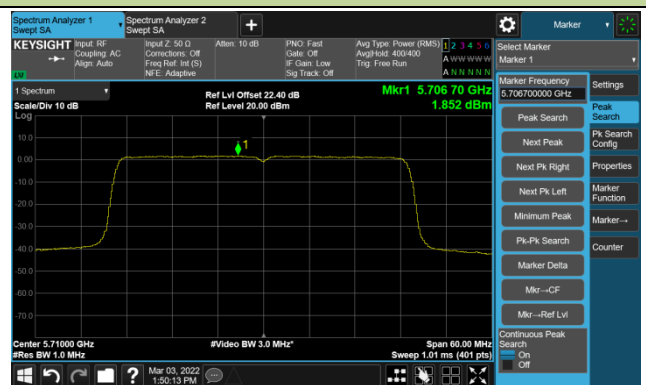 Spectrum Analyzer 1
Swept SA
Spectrum Analyzer 2
Swept SA
+
Marker
KEYSIGHT
Input: RF
Coupling: AC
Align: Auto
Input Z: 50 Ω
Corrections: Off
Freq Ref: Int (S)
NFE: Adaptive
Atten: 10 dB
PNO: Fast
Gate: Off
IF Gain: Low
Sig Track: Off
Avg Type: Power (RMS)
Avg|Hold: 400/400
Trig: Free Run
1 2 3 4 5 6
A W W W W W
A N N N N N
LXI
Select Marker
Marker 1
1 Spectrum
Scale/Div 10 dB
Log
Ref Lvl Offset 22.40 dB
Ref Level 20.00 dBm
Mkr1 5.706 70 GHz
1.852 dBm
10.0
0.00
-10.0
-20.0
-30.0
-40.0
-50.0
-60.0
-70.0
1
Center 5.71000 GHz
#Res BW 1.0 MHz
#Video BW 3.0 MHz*
Span 60.00 MHz
Sweep 1.01 ms (401 pts)
Marker Frequency
5.706700000 GHz
Peak Search
Next Peak
Next Pk Right
Next Pk Left
Minimum Peak
Pk-Pk Search
Marker Delta
Mkr→CF
Mkr→Ref Lvl
Continuous Peak
Search
On
Off
Settings
Peak
Search
Pk Search
Config
Properties
Marker
Function
Marker→
Counter
?
Mar 03, 2022
1:50:13 PM